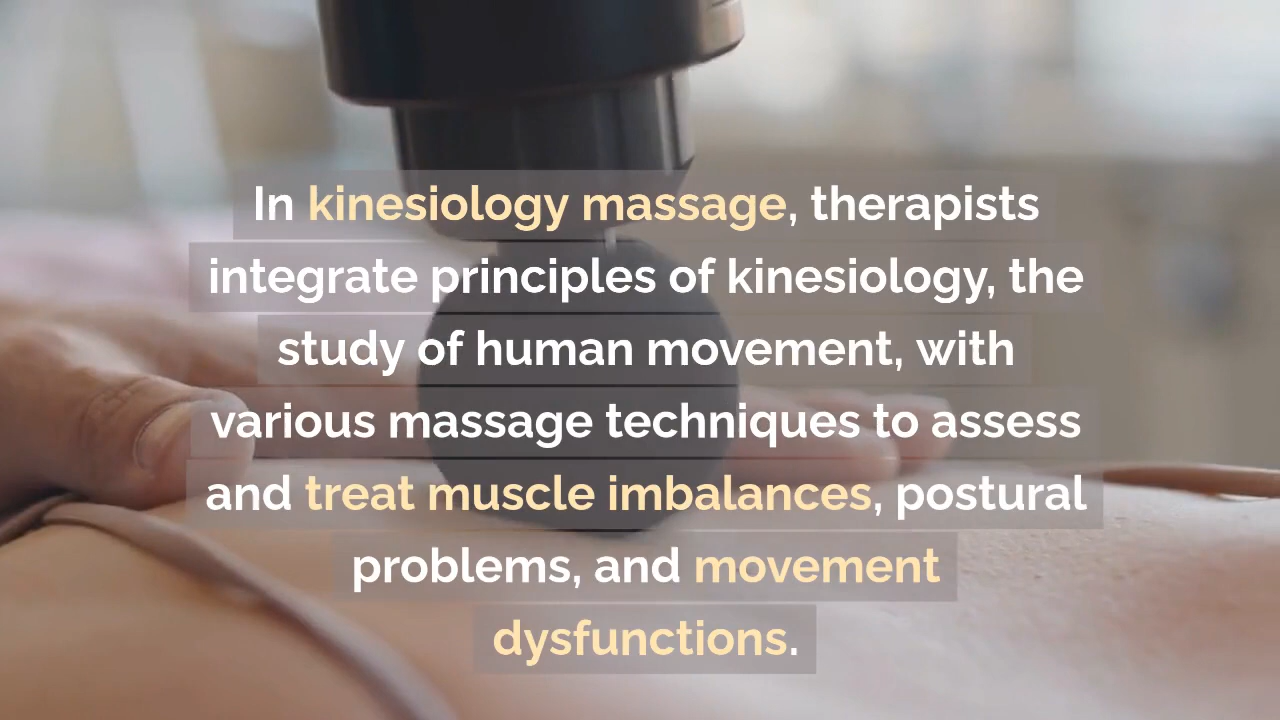 In kinesiology massage, therapists
integrate principles of kinesiology, the
study of human movement, with
various massage techniques to assess
and treat muscle imbalances, postural
problems, and movement
dysfunctions.